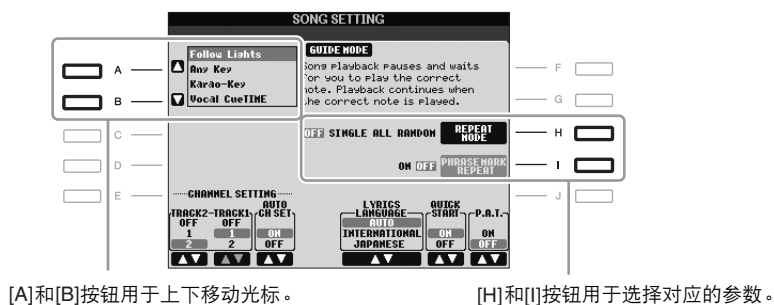 SONG SETTING
Follow Lights
Any Key
Karao-Key
Vocal CueTIME
GUIDE MODE
Song Playback pauses and waits
for you to play the correct
note. Playback continues when
the correct note is played.
A
B
C
D
E
F
G
H
I
J
OFF SINGLE ALL RANDOM
REPEAT
MODE
ON OFF
PHRASE MARK
REPEAT
CHANNEL SETTING
TRACK2
OFF
1
2
TRACK1
OFF
1
2
AUTO
CH SET
ON
OFF
LYRICS
LANGUAGE
AUTO
INTERNATIONAL
JAPANESE
QUICK
START
ON
OFF
P.A.T.
ON
OFF
[A]和[B]按钮用于上下移动光标。
[H]和[I]按钮用于选择对应的参数。